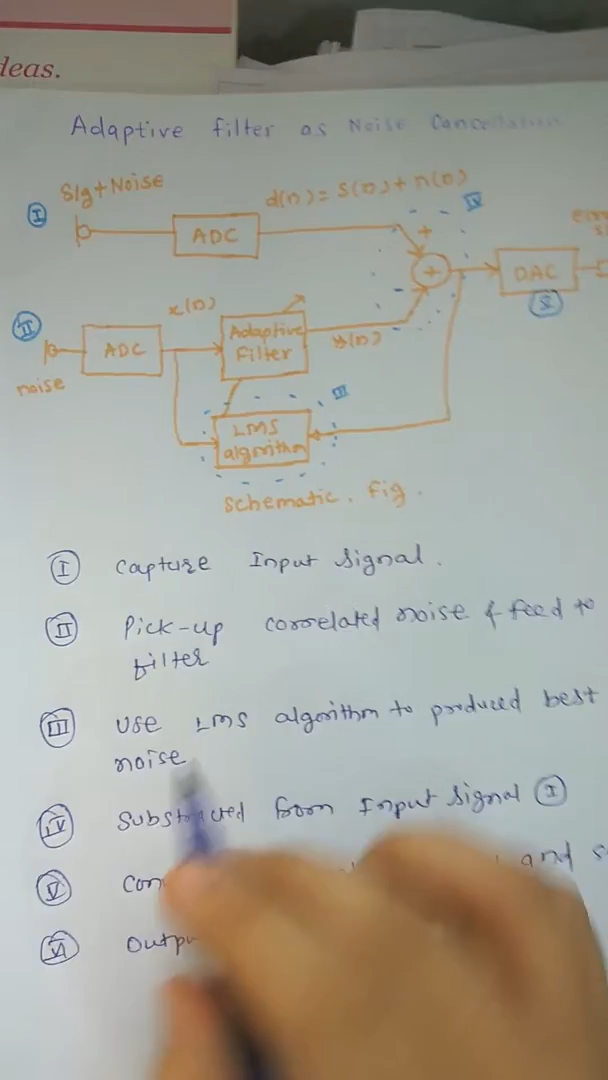 deas.
Adaptive filter as Noise Cancellation
Sig+Noise
d(n)= S(n)+ n(n)
I
ADC
IV
+
+
DAC
V
x(n)
II
ADC
Adaptive
Filter
y(n)
-
noise
III
LMS
algorithm
Schematic. Fig.
I Capture Input Signal.
II Pick-up correlated noise & feed to
filter
III Use LMS algorithm to produced best
noise
IV Substracted from Input Signal I
V and
VI